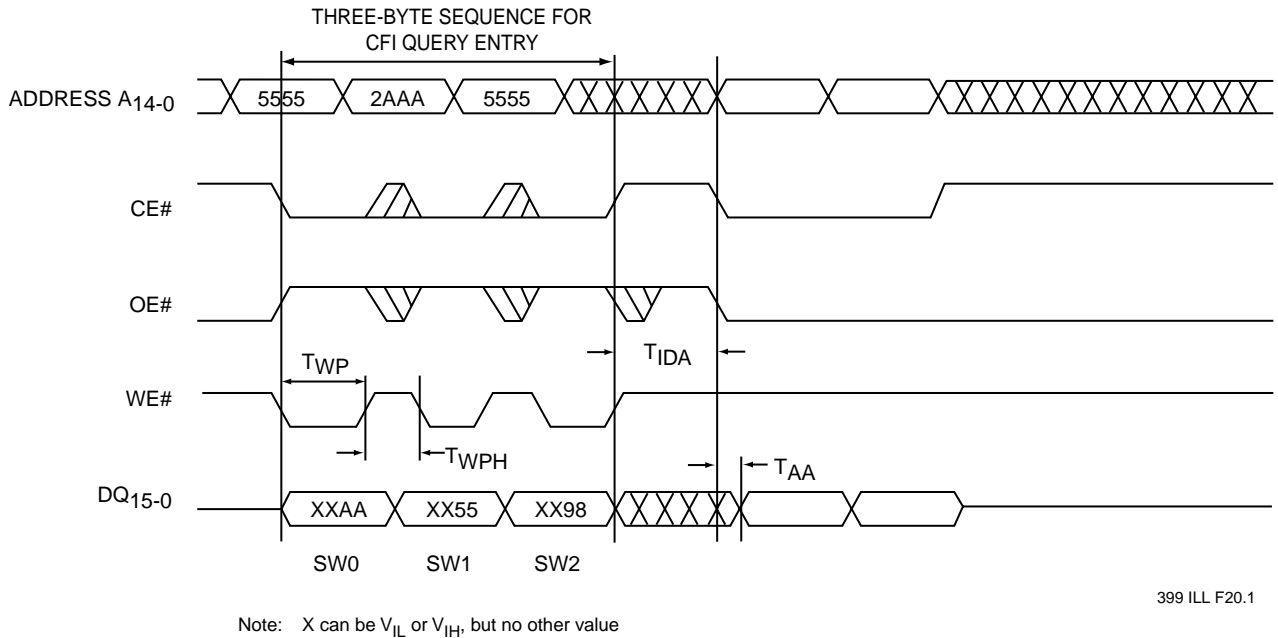 THREE-BYTE SEQUENCE FOR
CFI QUERY ENTRY
ADDRESS A14-0
5555 2AAA 5555
CE#
OE#
TIDA
TWP
WE#
TWPH
TAA
DQ15-0
XXAA XX55 XX98
SW0 SW1 SW2
399 ILL F20.1
Note: X can be VIL or VIH, but no other value